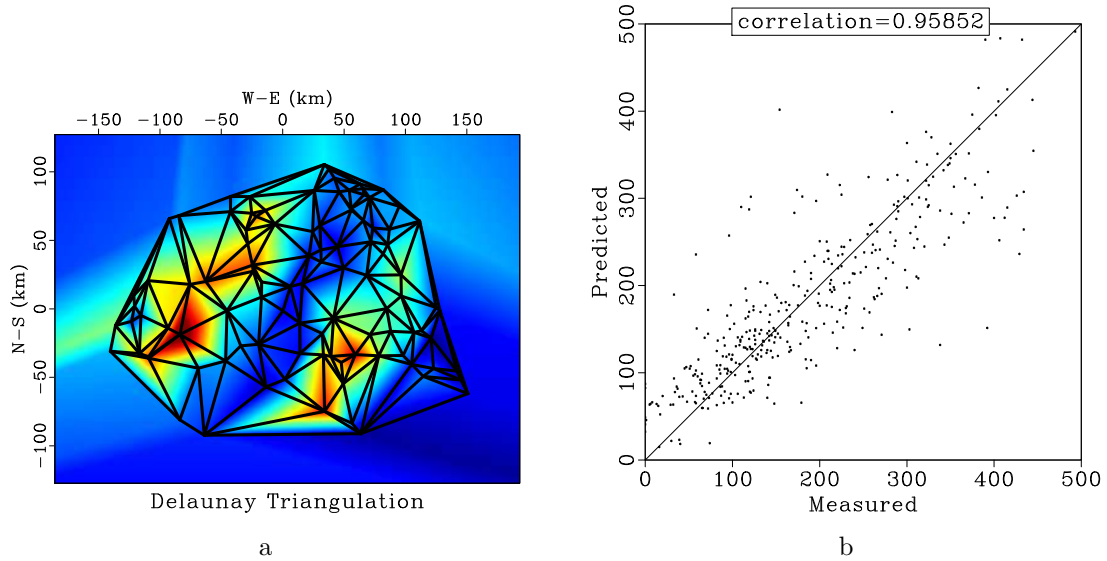 W−E (km)
−150 −100 −50 0 50 100 150
N−S (km)
100
50
0
−50
−100
Delaunay Triangulation
a
correlation=0.95852
Predicted
500
400
300
200
100
0
0 100 200 300 400 500
Measured
b